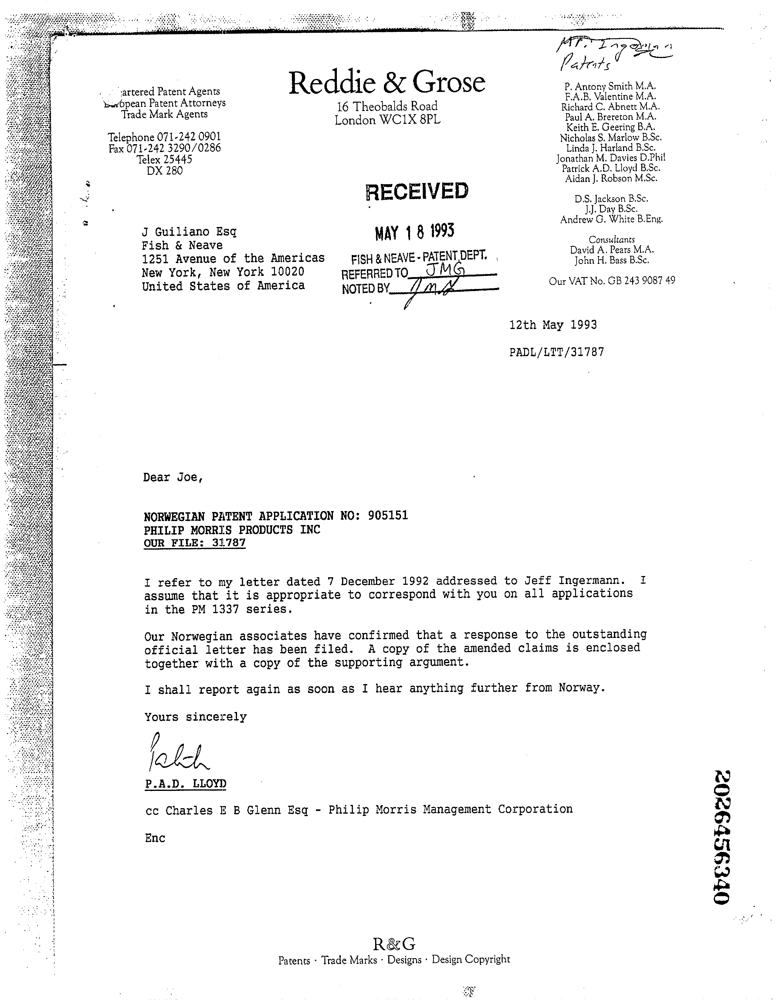 Mr. Ingerman
Patents
artered Patent Agents
European Patent Attorneys
Trade Mark Agents
Telephone 071-242 0901
Fax 071-242 3290/0286
Telex 25445
DX 280
Reddie & Grose
16 Theobalds Road
London WC1X 8PL
P. Antony Smith M.A.
F.A.B. Valentine M.A.
Richard C. Abnett M.A.
Paul A. Brereton M.A.
Keith E. Geering B.A.
Nicholas S. Marlow B.Sc.
Linda J. Harland B.Sc.
Jonathan M. Davies D.Phil
Patrick A.D. Lloyd B.Sc.
Aidan J. Robson M.Sc.
D.S. Jackson B.Sc.
J.J. Day B.Sc.
Andrew G. White B.Eng.
Consultants
David A. Pears M.A.
John H. Bass B.Sc.
Our VAT No. GB 243 9087 49
RECEIVED
MAY 18 1993
FISH & NEAVE - PATENT DEPT.
REFERRED TO JMG
NOTED BY JMG
J Guiliano Esq
Fish & Neave
1251 Avenue of the Americas
New York, New York 10020
United States of America
12th May 1993
PADL/LTT/31787
Dear Joe,
NORWEGIAN PATENT APPLICATION NO: 905151
PHILIP MORRIS PRODUCTS INC
OUR FILE: 31787
I refer to my letter dated 7 December 1992 addressed to Jeff Ingermann. I
assume that it is appropriate to correspond with you on all applications
in the PM 1337 series.
Our Norwegian associates have confirmed that a response to the outstanding
official letter has been filed. A copy of the amended claims is enclosed
together with a copy of the supporting argument.
I shall report again as soon as I hear anything further from Norway.
Yours sincerely
P.A.D. LLOYD
cc Charles E B Glenn Esq - Philip Morris Management Corporation
Enc
2026456340
R&G
Patents · Trade Marks · Designs · Design Copyright